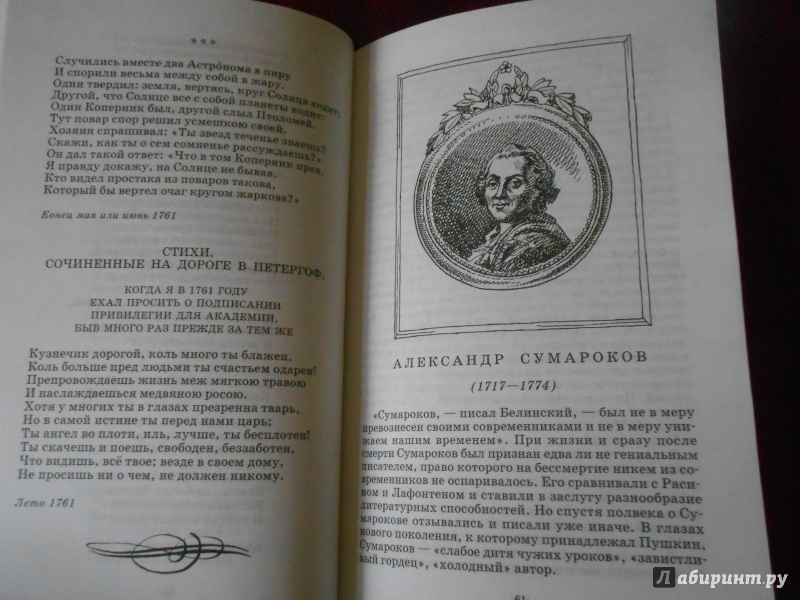 ***
Случились вместе два Астро́нома в пиру
И спорили весьма между собой в жару.
Один твердил: земля, вертясь, круг Солнца ходит;
Другой, что Солнце все с собой планеты водит:
Один Коперник был, другой слыл Птоломей.
Тут повар спор решил усмешкою своей.
Хозяин спрашивал: «Ты звезд теченье знаешь?
Скажи, как ты о сем сомненье рассуждаешь?»
Он дал такой ответ: «Что в том Коперник прав,
Я правду докажу, на Солнце не бывав.
Кто видел простака из поваров такова,
Который бы вертел очаг кругом жаркова?»
Конец мая или июнь 1761
СТИХИ,
СОЧИНЕННЫЕ НА ДОРОГЕ В ПЕТЕРГОФ,
КОГДА Я В 1761 ГОДУ
ЕХАЛ ПРОСИТЬ О ПОДПИСАНИИ
ПРИВИЛЕГИИ ДЛЯ АКАДЕМИИ,
БЫВ МНОГО РАЗ ПРЕЖДЕ ЗА ТЕМ ЖЕ
Кузнечик дорогой, коль много ты блажен,
Коль больше пред людьми ты счастьем одарен!
Препровождаешь жизнь меж мягкою травою
И наслаждаешься медвяною росою.
Хотя у многих ты в глазах презренна тварь,
Но в самой истине ты перед нами царь;
Ты ангел во плоти, иль, лучше, ты бесплотен!
Ты скачешь и поешь, свободен, беззаботен,
Что видишь, всё твое; везде в своем дому,
Не просишь ни о чем, не должен никому.
Лето 1761
АЛЕКСАНДР СУМАРОКОВ
(1717—1774)
«Сумароков, — писал Белинский, — был не в меру
превознесен своими современниками и не в меру уни-
жаем нашим временем». При жизни и сразу после
смерти Сумароков был признан едва ли не гениальным
писателем, право которого на бессмертие никем из со-
временников не оспаривалось. Его сравнивали с Раси-
ном и Лафонтеном и ставили в заслугу разнообразие
литературных способностей. Но спустя полвека о Су-
марокове отзывались и писали уже иначе. В глазах
нового поколения, к которому принадлежал Пушкин,
Сумароков — «слабое дитя чужих уроков», «завистли-
вый гордец», «холодный» автор.
61
Лабиринт.ру